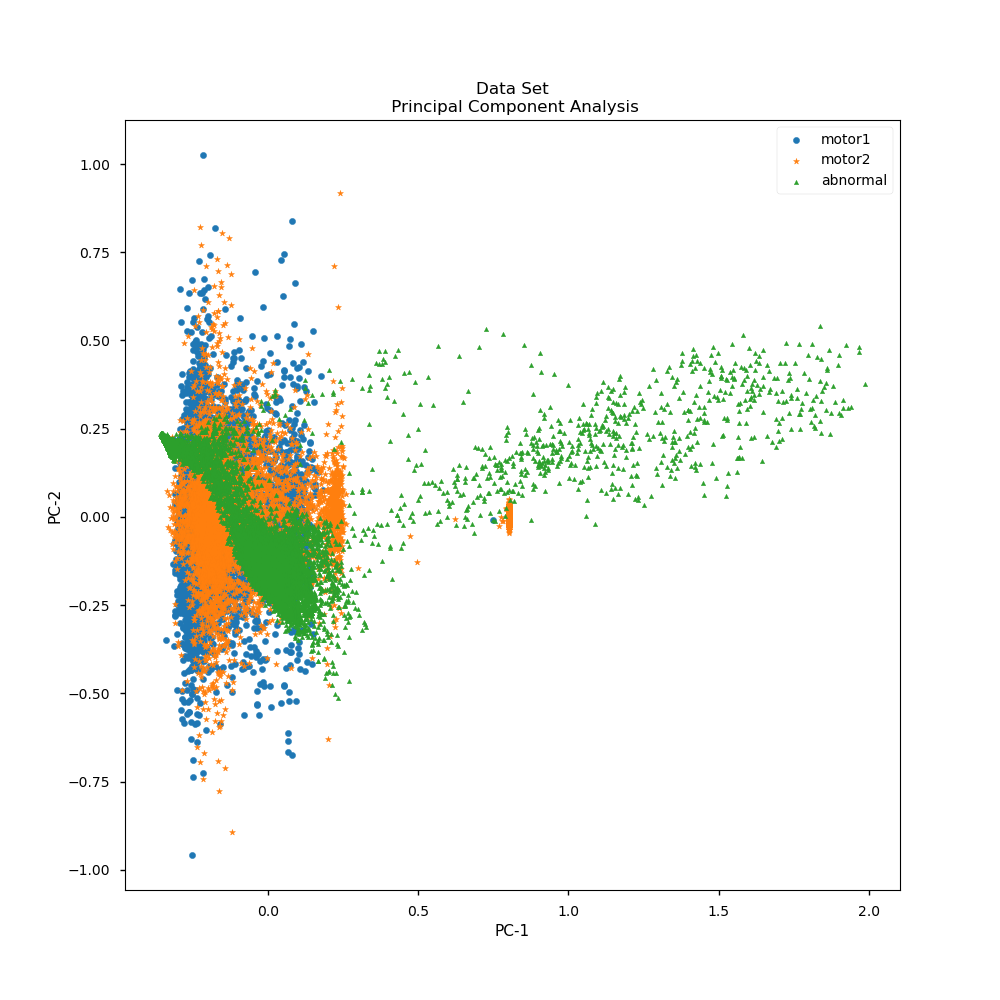 Data Set
Principal Component Analysis
motor1
motor2
abnormal
1.00
0.75
0.50
0.25
0.00
−0.25
−0.50
−0.75
−1.00
PC-2
0.0
0.5
1.0
1.5
2.0
PC-1